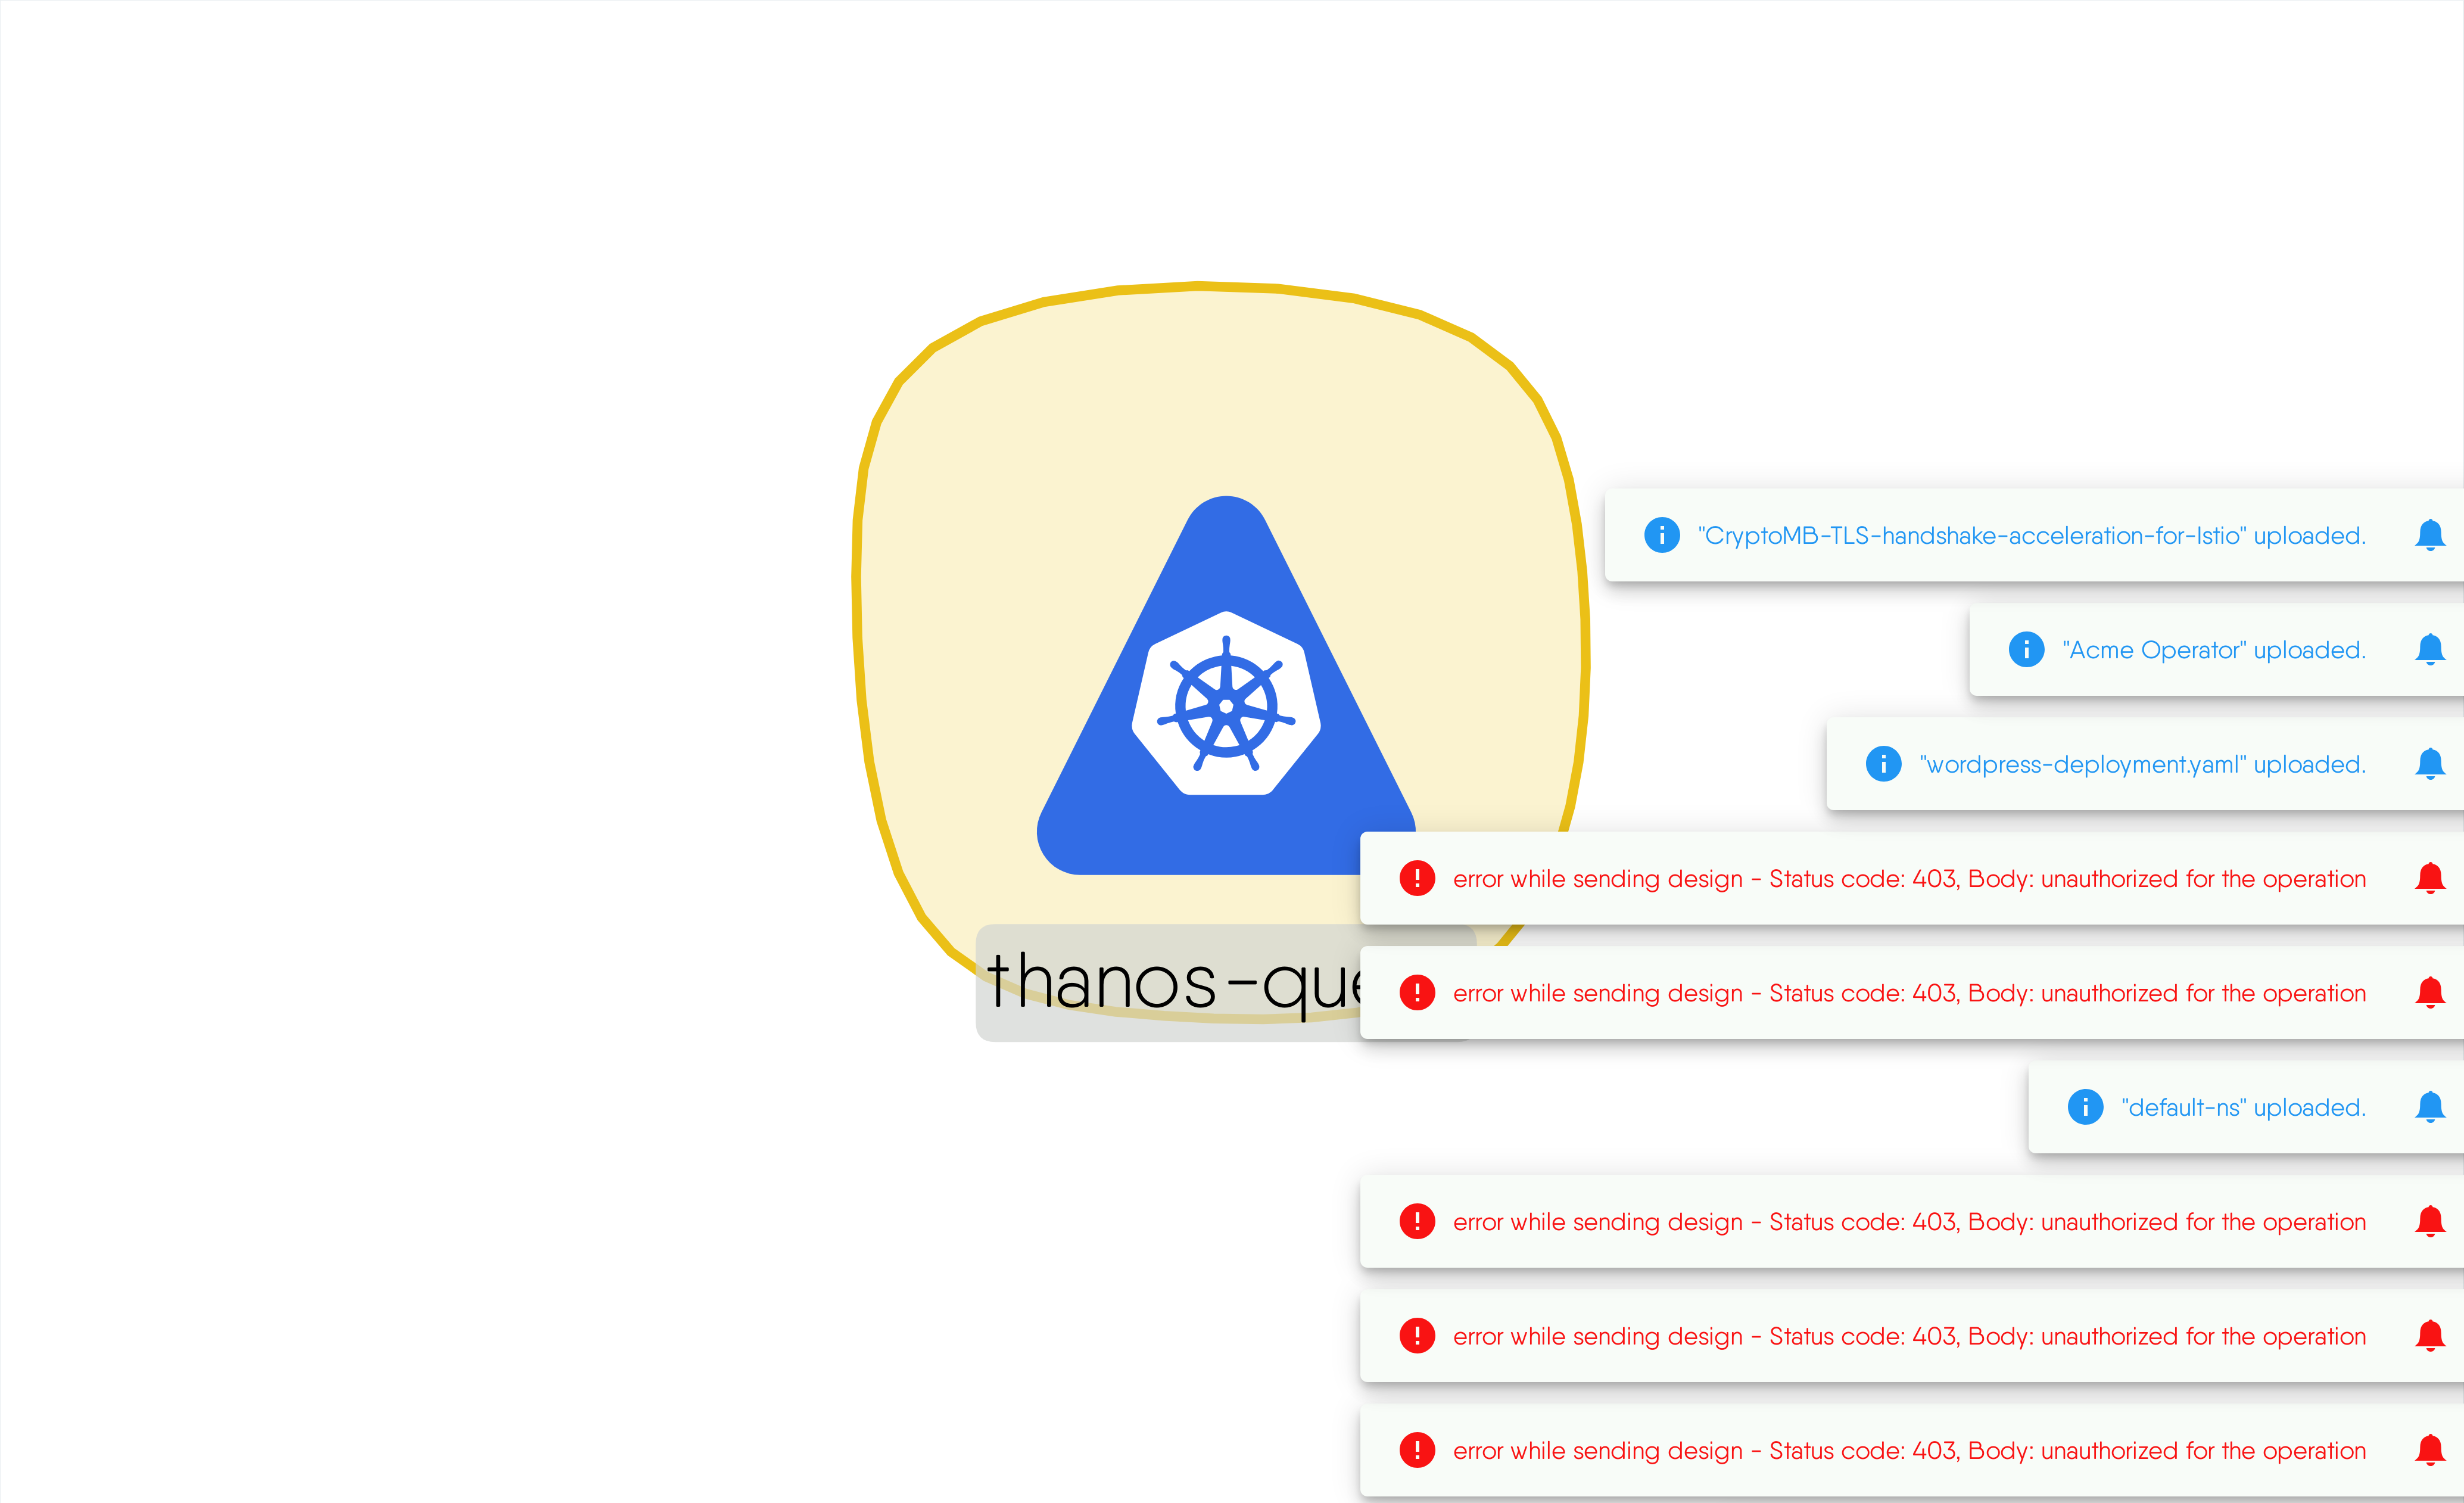 "CryptoMB-TLS-handshake-acceleration-for-Istio" uploaded.
"Acme Operator" uploaded.
"wordpress-deployment.yaml" uploaded.
error while sending design - Status code: 403, Body: unauthorized for the operation
thanos-que
error while sending design - Status code: 403, Body: unauthorized for the operation
"default-ns" uploaded.
error while sending design - Status code: 403, Body: unauthorized for the operation
error while sending design - Status code: 403, Body: unauthorized for the operation
error while sending design - Status code: 403, Body: unauthorized for the operation